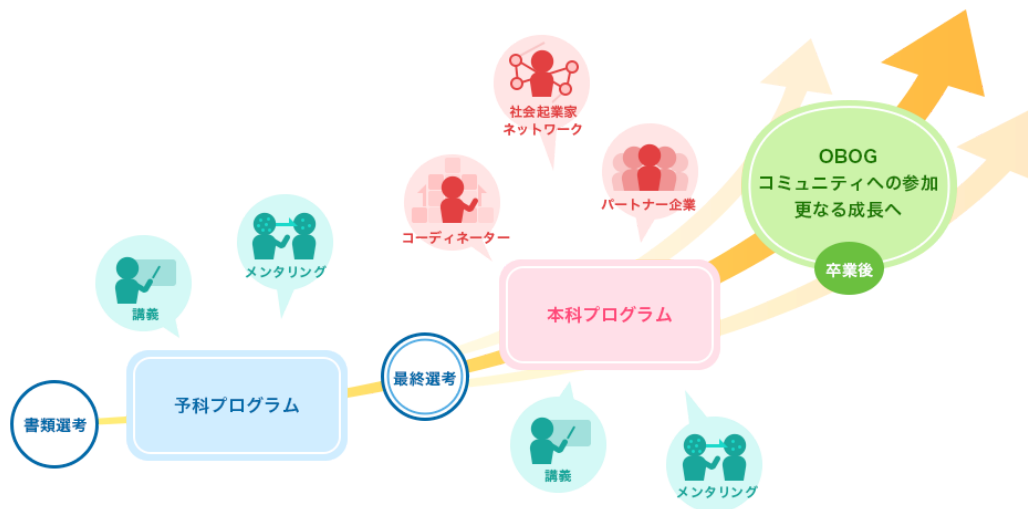 書類選考
予科プログラム
講義
メンタリング
最終選考
本科プログラム
コーディネーター
社会起業家
ネットワーク
パートナー企業
講義
メンタリング
OBOG
コミュニティへの参加
更なる成長へ
卒業後